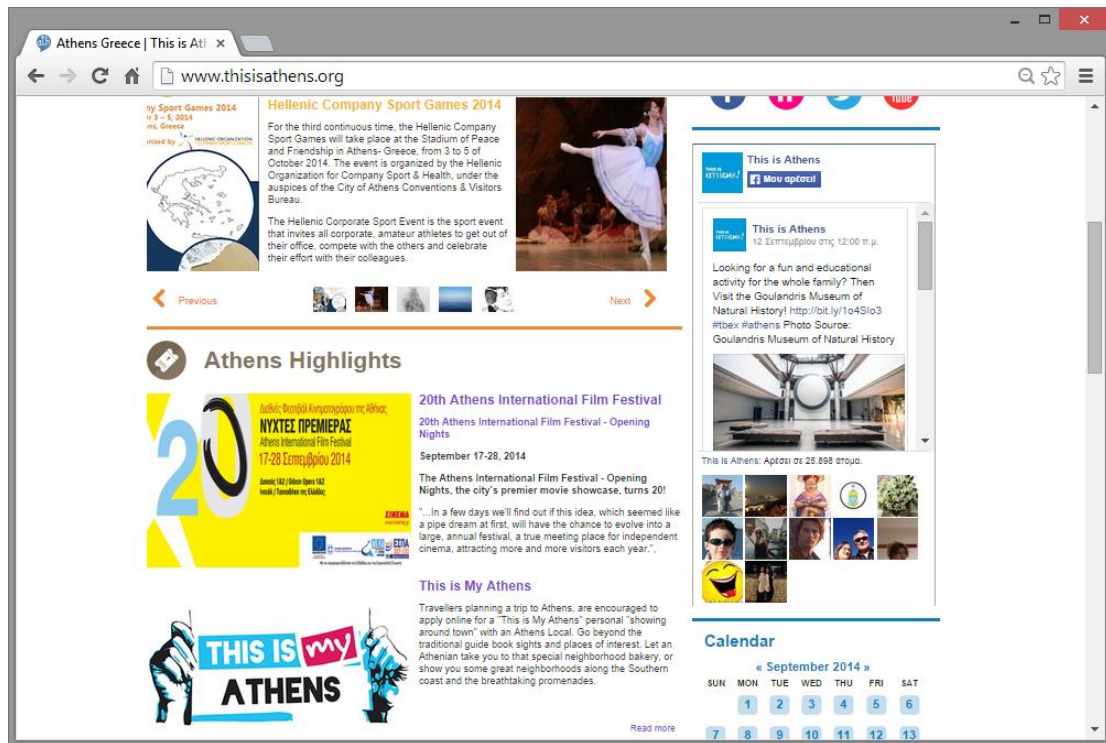 Athens Greece | This is Ath
www.thisisathens.org
ny Sport Games 2014
r 3 – 5, 2014
ns, Greece
nised by
HELLENIC ORGANIZATION
Hellenic Company Sport Games 2014
For the third continuous time, the Hellenic Company
Sport Games will take place at the Stadium of Peace
and Friendship in Athens- Greece, from 3 to 5 of
October 2014. The event is organized by the Hellenic
Organization for Company Sport & Health, under the
auspices of the City of Athens Conventions & Visitors
Bureau.
The Hellenic Corporate Sport Event is the sport event
that invites all corporate, amateur athletes to get out of
their office, compete with the others and celebrate
their effort with their colleagues.
Previous
Next
Athens Highlights
20
Διεθνές Φεστιβάλ Κινηματογράφου της Αθήνας
ΝΥΧΤΕΣ ΠΡΕΜΙΕΡΑΣ
Athens International Film Festival
17-28 Σεπτεμβρίου 2014
Δαναός 1&2 / Odeon Opera 1&2
Ιντεάλ / Ταινιοθήκη της Ελλάδος
ΣΙΝΕΜΑ
ΕΣΠΑ
20th Athens International Film Festival
20th Athens International Film Festival - Opening
Nights
September 17-28, 2014
The Athens International Film Festival - Opening
Nights, the city's premier movie showcase, turns 20!
"...In a few days we'll find out if this idea, which seemed like
a pipe dream at first, will have the chance to evolve into a
large, annual festival, a true meeting place for independent
cinema, attracting more and more visitors each year.",
THIS IS my
ATHENS
This is My Athens
Travellers planning a trip to Athens, are encouraged to
apply online for a "This is My Athens" personal "showing
around town" with an Athens Local. Go beyond the
traditional guide book sights and places of interest. Let an
Athenian take you to that special neighborhood bakery, or
show you some great neighborhoods along the Southern
coast and the breathtaking promenades.
Read more
This is Athens
Μου αρέσει!
This is Athens
12 Σεπτεμβρίου στις 12:00 π.μ.
Looking for a fun and educational
activity for the whole family? Then
Visit the Goulandris Museum of
Natural History! http://bit.ly/1o4Slo3
#tbex #athens Photo Source:
Goulandris Museum of Natural History
This is Athens: Αρέσει σε 25.898 άτομα.
Calendar
« September 2014 »
SUN MON TUE WED THU FRI SAT
1 2 3 4 5 6
7 8 9 10 11 12 13